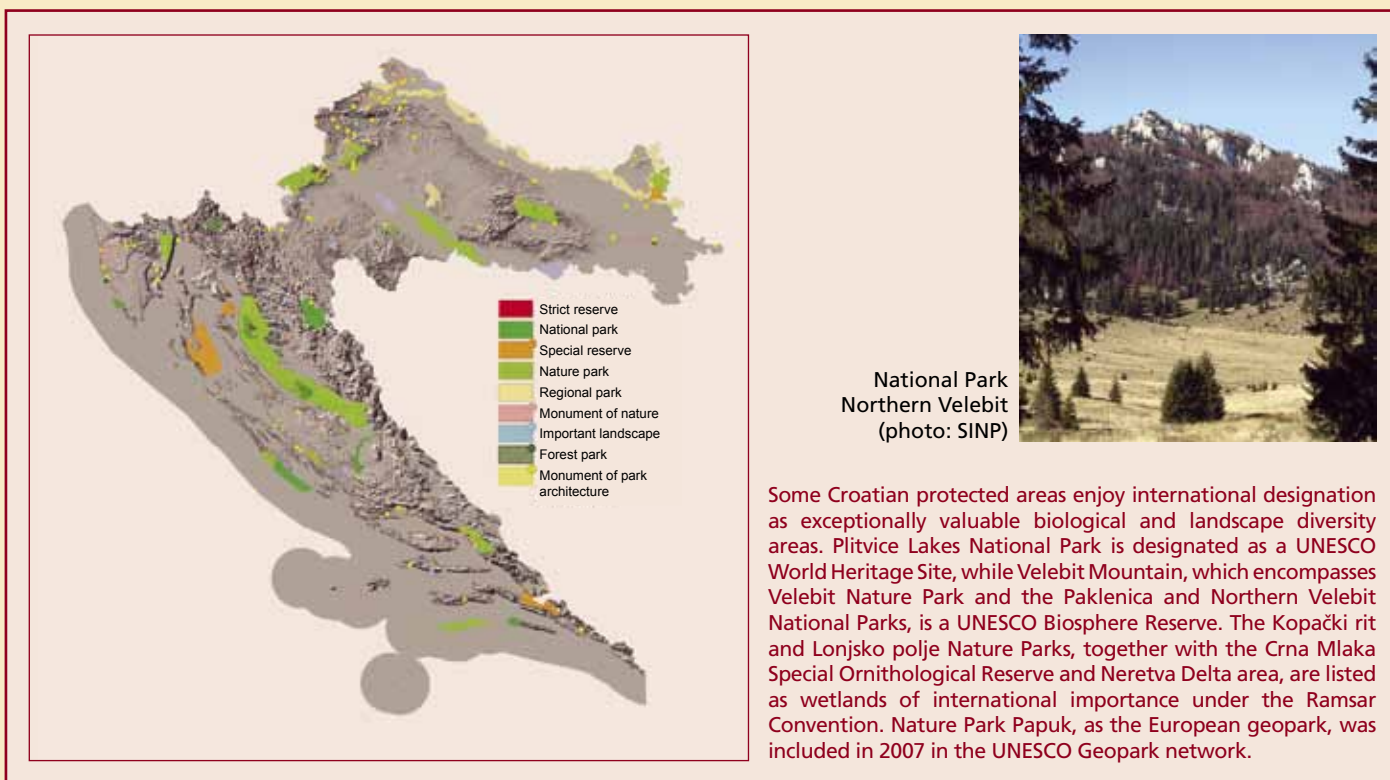 Strict reserve
National park
Special reserve
Nature park
Regional park
Monument of nature
Important landscape
Forest park
Monument of park
architecture
National Park
Northern Velebit
(photo: SINP)
Some Croatian protected areas enjoy international designation
as exceptionally valuable biological and landscape diversity
areas. Plitvice Lakes National Park is designated as a UNESCO
World Heritage Site, while Velebit Mountain, which encompasses
Velebit Nature Park and the Paklenica and Northern Velebit
National Parks, is a UNESCO Biosphere Reserve. The Kopački rit
and Lonjsko polje Nature Parks, together with the Crna Mlaka
Special Ornithological Reserve and Neretva Delta area, are listed
as wetlands of international importance under the Ramsar
Convention. Nature Park Papuk, as the European geopark, was
included in 2007 in the UNESCO Geopark network.